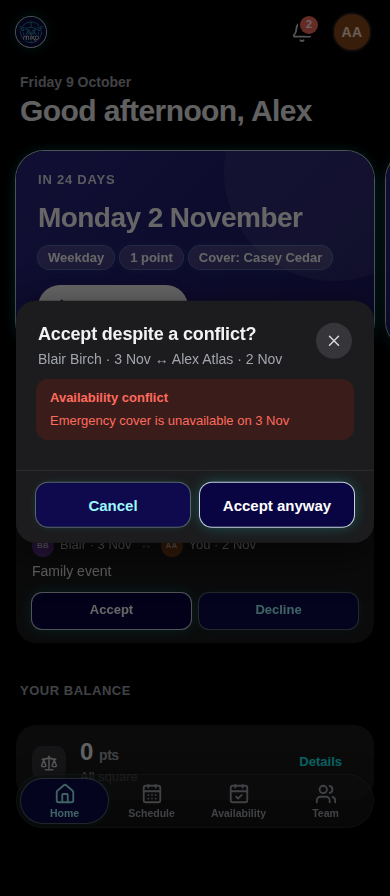 miko
2
AA
Friday 9 October
Good afternoon, Alex
IN 24 DAYS
Monday 2 November
Weekday
1 point
Cover: Casey Cedar
Accept despite a conflict?
Blair Birch · 3 Nov ↔ Alex Atlas · 2 Nov
Availability conflict
Emergency cover is unavailable on 3 Nov
Cancel
Accept anyway
BB Blair · 3 Nov ↔ AA You · 2 Nov
Family event
Accept
Decline
YOUR BALANCE
0 pts
All square
Details
Home
Schedule
Availability
Team